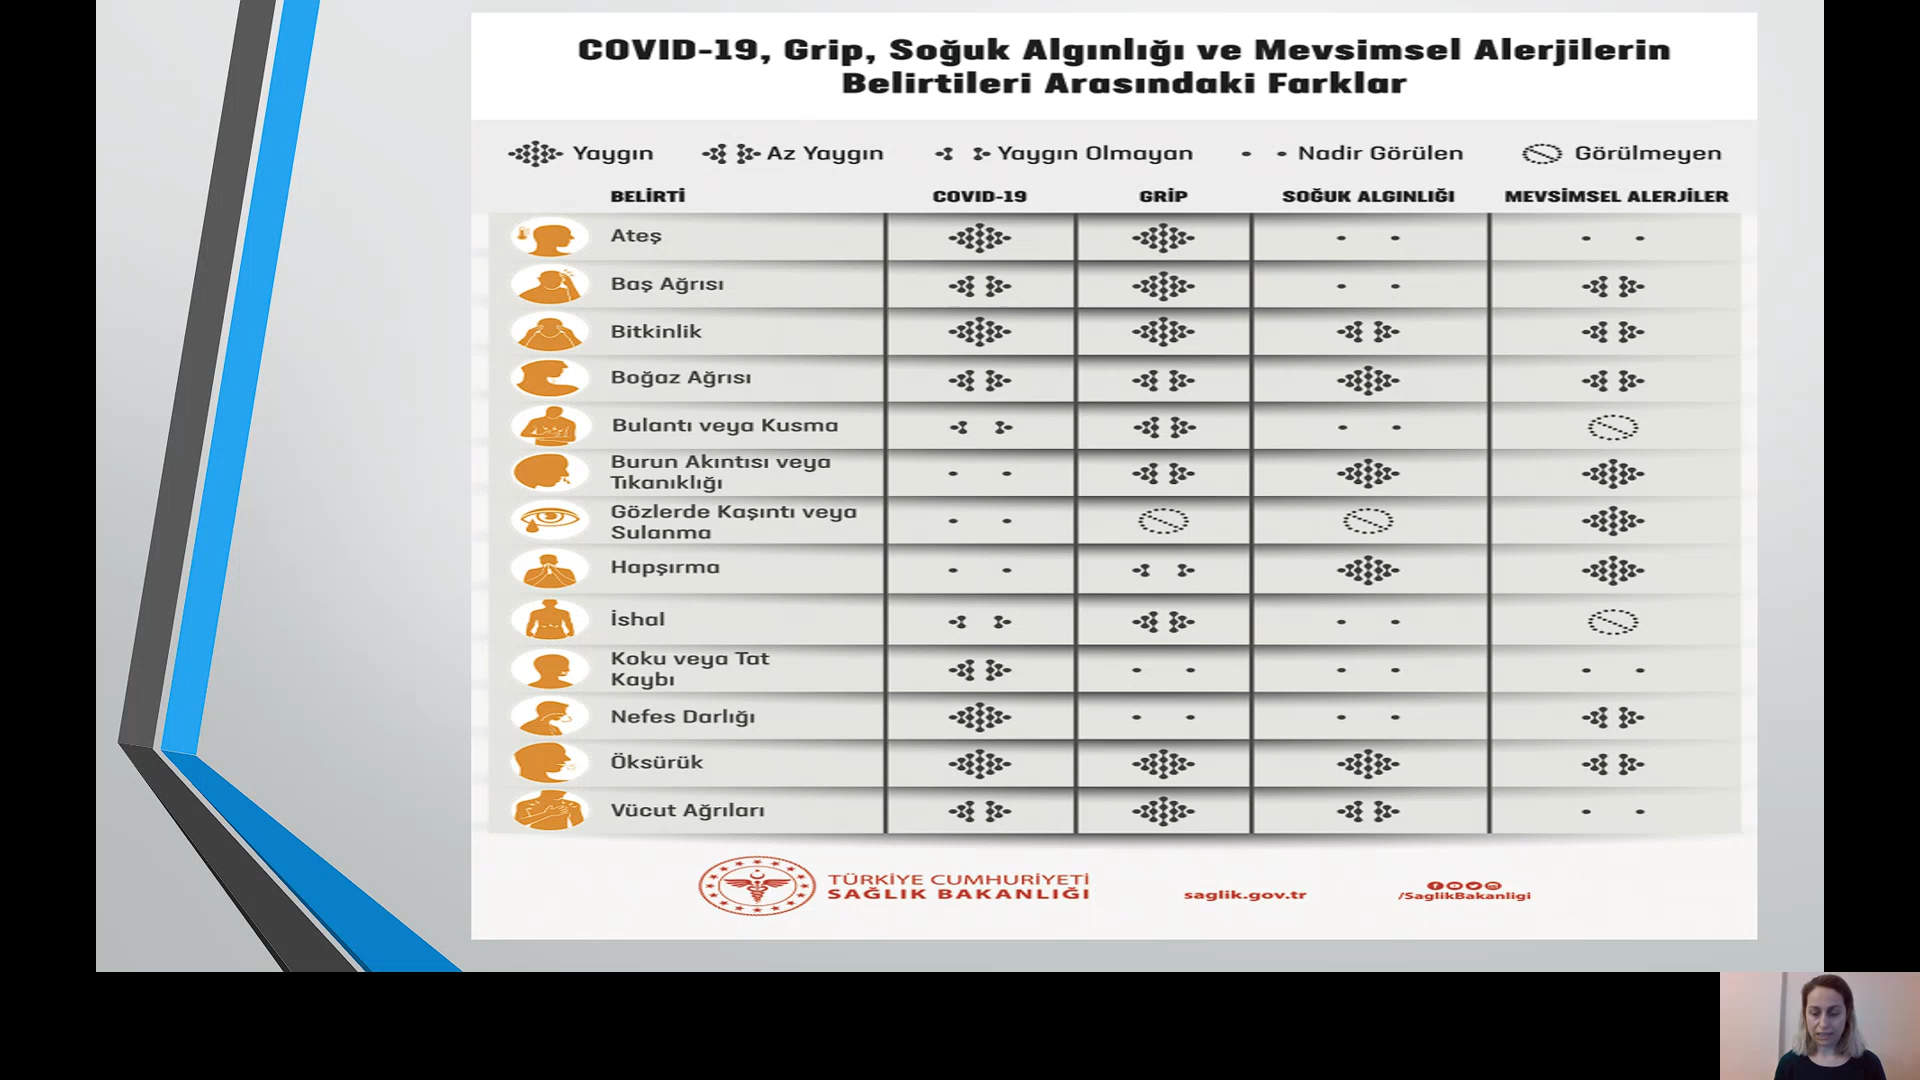 COVID-19, Grip, Soğuk Algınlığı ve Mevsimsel Alerjilerin
Belirtileri Arasındaki Farklar
Yaygın Az Yaygın Yaygın Olmayan Nadir Görülen Görülmeyen
BELİRTİ COVID-19 GRİP SOĞUK ALGINLIĞI MEVSİMSEL ALERJİLER
Ateş
Baş Ağrısı
Bitkinlik
Boğaz Ağrısı
Bulantı veya Kusma
Burun Akıntısı veya
Tıkanıklığı
Gözlerde Kaşıntı veya
Sulanma
Hapşırma
İshal
Koku veya Tat
Kaybı
Nefes Darlığı
Öksürük
Vücut Ağrıları
TÜRKİYE CUMHURİYETİ
SAĞLIK BAKANLIĞI
saglik.gov.tr
/SaglikBakanligi